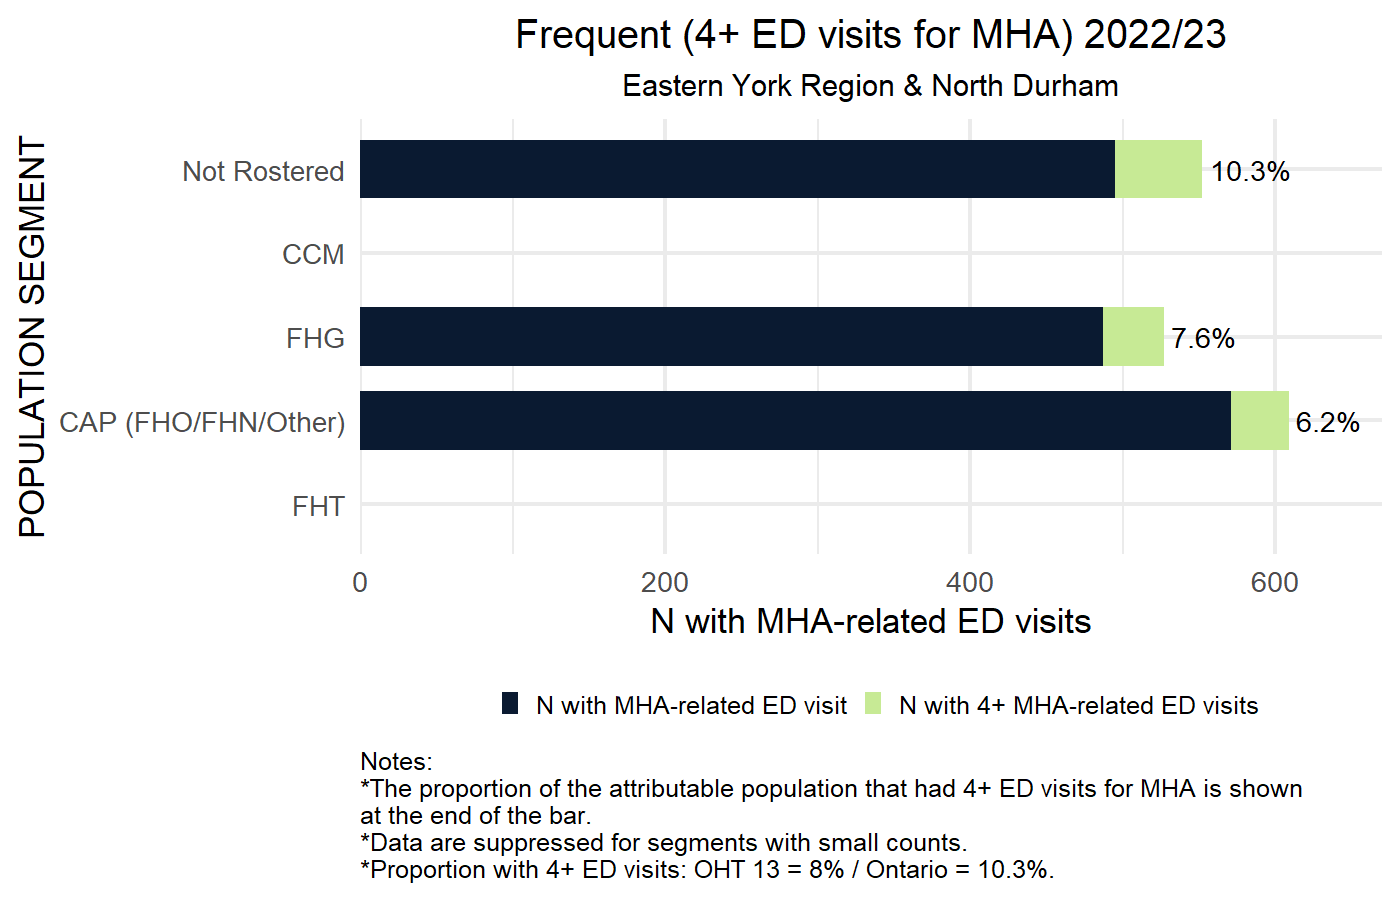 Frequent (4+ ED visits for MHA) 2022/23
Eastern York Region & North Durham
POPULATION SEGMENT
Not Rostered
10.3%
CCM
FHG
7.6%
CAP (FHO/FHN/Other)
6.2%
FHT
0 200 400 600
N with MHA-related ED visits
N with MHA-related ED visit N with 4+ MHA-related ED visits
Notes:
*The proportion of the attributable population that had 4+ ED visits for MHA is shown
at the end of the bar.
*Data are suppressed for segments with small counts.
*Proportion with 4+ ED visits: OHT 13 = 8% / Ontario = 10.3%.